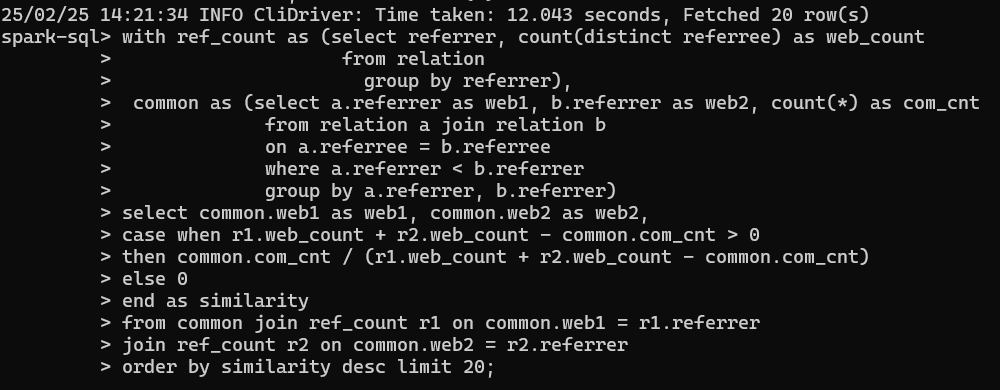 25/02/25 14:21:34 INFO CliDriver: Time taken: 12.043 seconds, Fetched 20 row(s)
spark-sql> with ref_count as (select referrer, count(distinct referree) as web_count
         >                     from relation
         >                       group by referrer),
         >  common as (select a.referrer as web1, b.referrer as web2, count(*) as com_cnt
         >              from relation a join relation b
         >              on a.referree = b.referree
         >              where a.referrer < b.referrer
         >              group by a.referrer, b.referrer)
         > select common.web1 as web1, common.web2 as web2,
         > case when r1.web_count + r2.web_count - common.com_cnt > 0
         > then common.com_cnt / (r1.web_count + r2.web_count - common.com_cnt)
         > else 0
         > end as similarity
         > from common join ref_count r1 on common.web1 = r1.referrer
         > join ref_count r2 on common.web2 = r2.referrer
         > order by similarity desc limit 20;